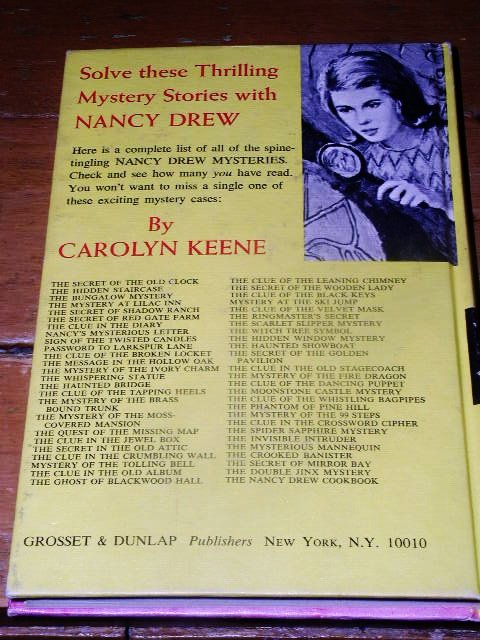 Solve these Thrilling
Mystery Stories with
NANCY DREW
Here is a complete list of all of the spine-
tingling NANCY DREW MYSTERIES.
Check and see how many you have read.
You won't want to miss a single one of
these exciting mystery cases:
By
CAROLYN KEENE
THE SECRET OF THE OLD CLOCK
THE HIDDEN STAIRCASE
THE BUNGALOW MYSTERY
THE MYSTERY AT LILAC INN
THE SECRET OF SHADOW RANCH
THE SECRET OF RED GATE FARM
THE CLUE IN THE DIARY
NANCY'S MYSTERIOUS LETTER
SIGN OF THE TWISTED CANDLES
PASSWORD TO LARKSPUR LANE
THE CLUE OF THE BROKEN LOCKET
THE MESSAGE IN THE HOLLOW OAK
THE MYSTERY OF THE IVORY CHARM
THE WHISPERING STATUE
THE HAUNTED BRIDGE
THE CLUE OF THE TAPPING HEELS
THE MYSTERY OF THE BRASS
BOUND TRUNK
THE MYSTERY OF THE MOSS-
COVERED MANSION
THE QUEST OF THE MISSING MAP
THE CLUE IN THE JEWEL BOX
THE SECRET IN THE OLD ATTIC
THE CLUE IN THE CRUMBLING WALL
MYSTERY OF THE TOLLING BELL
THE CLUE IN THE OLD ALBUM
THE GHOST OF BLACKWOOD HALL
THE CLUE OF THE LEANING CHIMNEY
THE SECRET OF THE WOODEN LADY
THE CLUE OF THE BLACK KEYS
MYSTERY AT THE SKI JUMP
THE CLUE OF THE VELVET MASK
THE RINGMASTER'S SECRET
THE SCARLET SLIPPER MYSTERY
THE WITCH TREE SYMBOL
THE HIDDEN WINDOW MYSTERY
THE HAUNTED SHOWBOAT
THE SECRET OF THE GOLDEN
PAVILION
THE CLUE IN THE OLD STAGECOACH
THE MYSTERY OF THE FIRE DRAGON
THE CLUE OF THE DANCING PUPPET
THE MOONSTONE CASTLE MYSTERY
THE CLUE OF THE WHISTLING BAGPIPES
THE PHANTOM OF PINE HILL
THE MYSTERY OF THE 99 STEPS
THE CLUE IN THE CROSSWORD CIPHER
THE SPIDER SAPPHIRE MYSTERY
THE INVISIBLE INTRUDER
THE MYSTERIOUS MANNEQUIN
THE CROOKED BANISTER
THE SECRET OF MIRROR BAY
THE DOUBLE JINX MYSTERY
THE NANCY DREW COOKBOOK
GROSSET & DUNLAP Publishers NEW YORK, N.Y. 10010